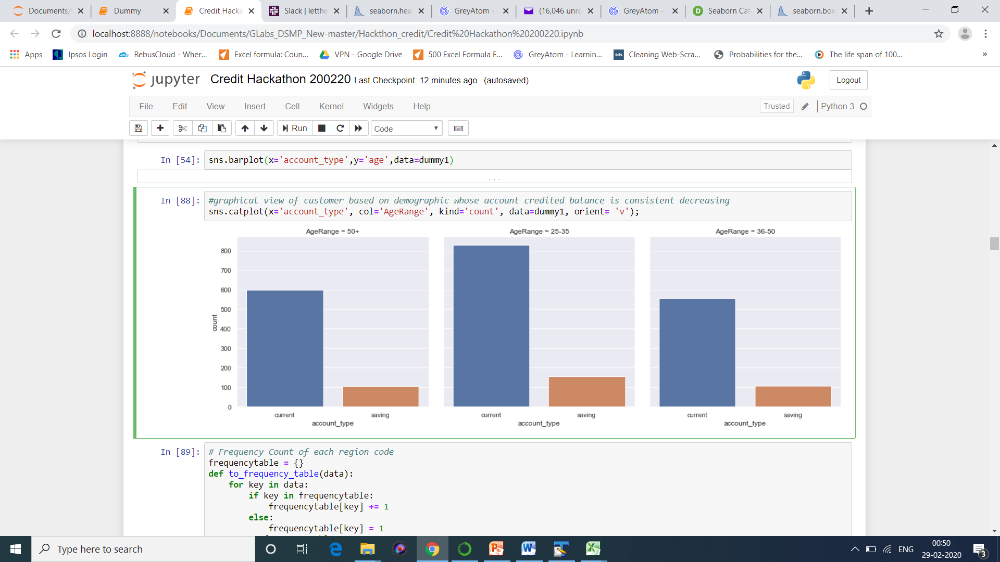 Documents/
Dummy
Credit Hacka
Slack | letthe
seaborn.hea
GreyAtom -
(16,046 unre
GreyAtom -
Seaborn Cat
seaborn.box
localhost:8888/notebooks/Documents/GLabs_DSMP_New-master/Hackthon_credit/Credit%20Hackathon%20200220.ipynb
Apps
Ipsos Login
RebusCloud - Wher...
Excel formula: Coun...
VPN - Google Drive
500 Excel Formula E...
GreyAtom - Learnin...
tds Cleaning Web-Scra...
Probabilities for the...
The life span of 100...
»
jupyter Credit Hackathon 200220 Last Checkpoint: 12 minutes ago (autosaved)
Logout
File Edit View Insert Cell Kernel Widgets Help
Trusted Python 3
Run Code
In [54]: sns.barplot(x='account_type',y='age',data=dummy1)
...
In [88]: #graphical view of customer based on demographic whose account credited balance is consistent decreasing
sns.catplot(x='account_type', col='AgeRange', kind='count', data=dummy1, orient= 'v');
AgeRange = 50+ AgeRange = 25-35 AgeRange = 36-50
800
700
600
500
count
400
300
200
100
0
current saving current saving current saving
account_type account_type account_type
In [89]: # Frequency Count of each region code
frequencytable = {}
def to_frequency_table(data):
for key in data:
if key in frequencytable:
frequencytable[key] += 1
else:
frequencytable[key] = 1
Type here to search
ENG
00:50
29-02-2020
3